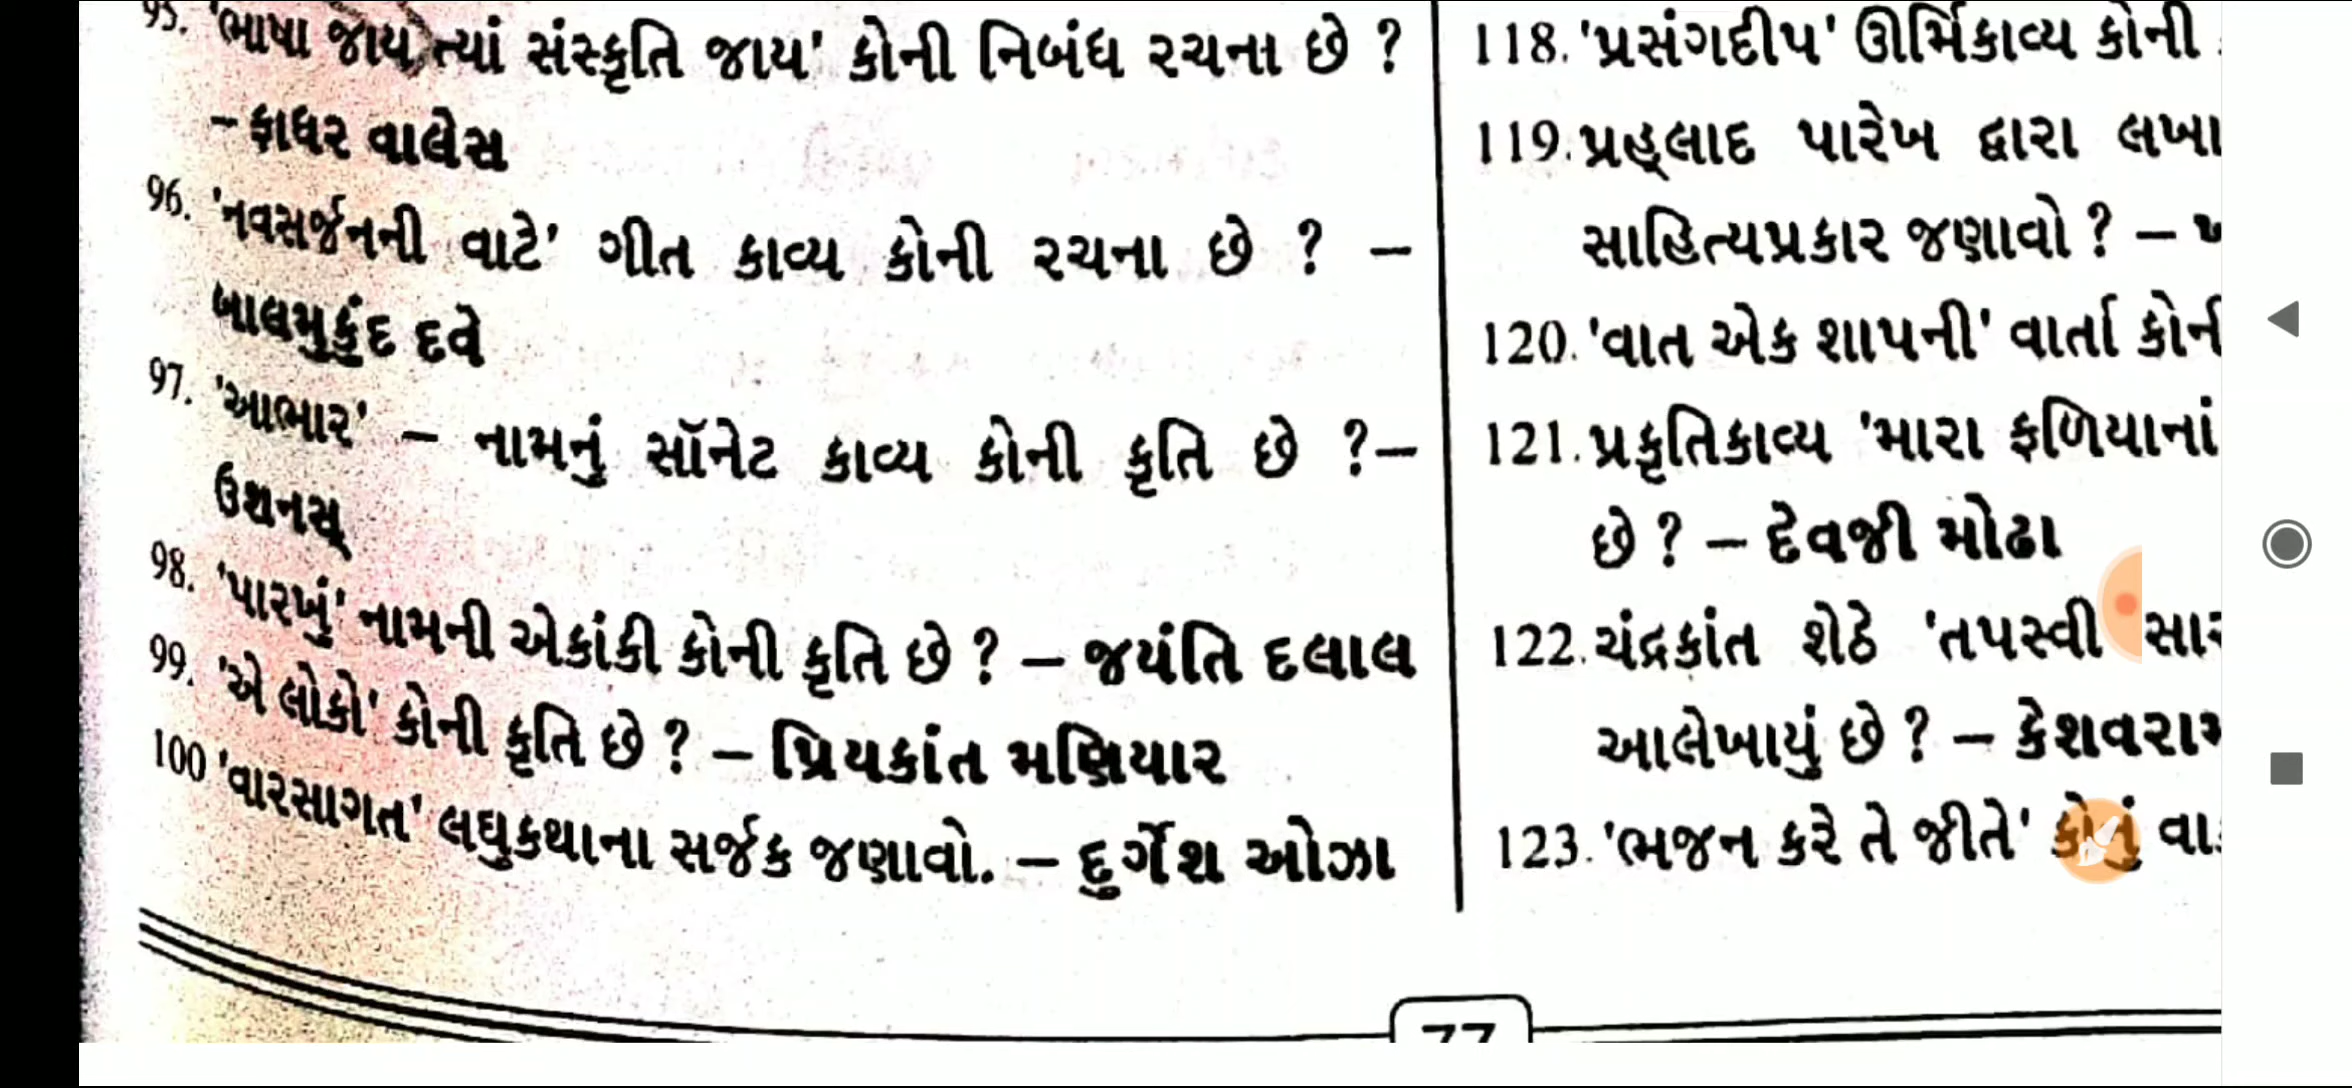 95. 'ભાષા જાય ત્યાં સંસ્કૃતિ જાય' કોની નિબંધ રચના છે ?
– ફાધર વાલેસ
96. 'નવસર્જનની વાટે' ગીત કાવ્ય કોની રચના છે ? –
બાલમુકુંદ દવે
97. 'આભાર' – નામનું સૉનેટ કાવ્ય કોની કૃતિ છે ?–
ઉશનસ્
98. 'પારખું' નામની એકાંકી કોની કૃતિ છે ? – જયંતિ દલાલ
99. 'એ લોકો' કોની કૃતિ છે ? – પ્રિયકાંત મણિયાર
100 'વારસાગત' લઘુકથાના સર્જક જણાવો. – દુર્ગેશ ઓઝા
118. 'પ્રસંગદીપ' ઊર્મિકાવ્ય કોની
119. પ્રહ્લાદ પારેખ દ્વારા લખા
સાહિત્યપ્રકાર જણાવો ? –
120. 'વાત એક શાપની' વાર્તા કોની
121. પ્રકૃતિકાવ્ય 'મારા ફળિયાનાં
છે ? – દેવજી મોઢા
122. ચંદ્રકાંત શેઠે 'તપસ્વી
આલેખાયું છે ? – કેશવરામ
123. 'ભજન કરે તે જીતે' કોનું
77